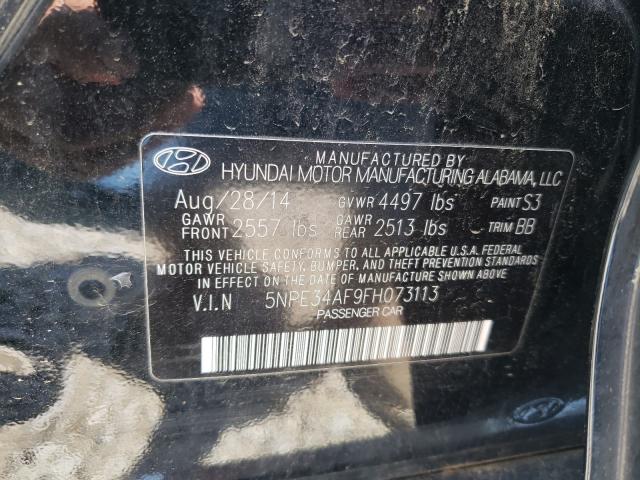 MANUFACTURED BY
HYUNDAI MOTOR MANUFACTURING ALABAMA, LLC
Aug/28/14 GVWR 4497 lbs PAINT S3
GAWR FRONT 2557 lbs GAWR REAR 2513 lbs TRIM BB
THIS VEHICLE CONFORMS TO ALL APPLICABLE U.S.A. FEDERAL
MOTOR VEHICLE SAFETY, BUMPER, AND THEFT PREVENTION STANDARDS
IN EFFECT ON THE DATE OF MANUFACTURE SHOWN ABOVE.
V.I.N 5NPE34AF9FH073113
PASSENGER CAR